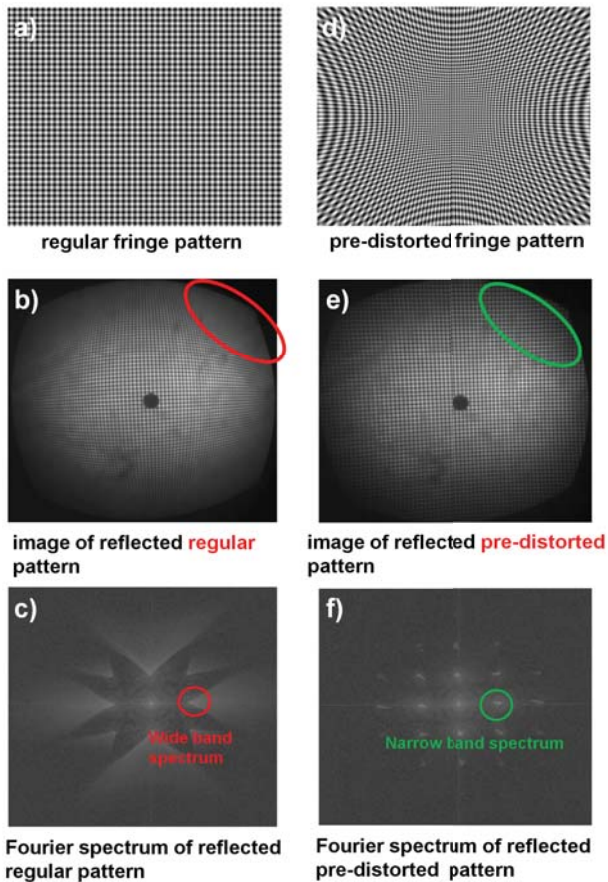 a)
regular fringe pattern
d)
pre-distorted fringe pattern
b)
image of reflected regular
pattern
e)
image of reflected pre-distorted
pattern
c)
Wide band
spectrum
Fourier spectrum of reflected
regular pattern
f)
Narrow band spectrum
Fourier spectrum of reflected
pre-distorted pattern